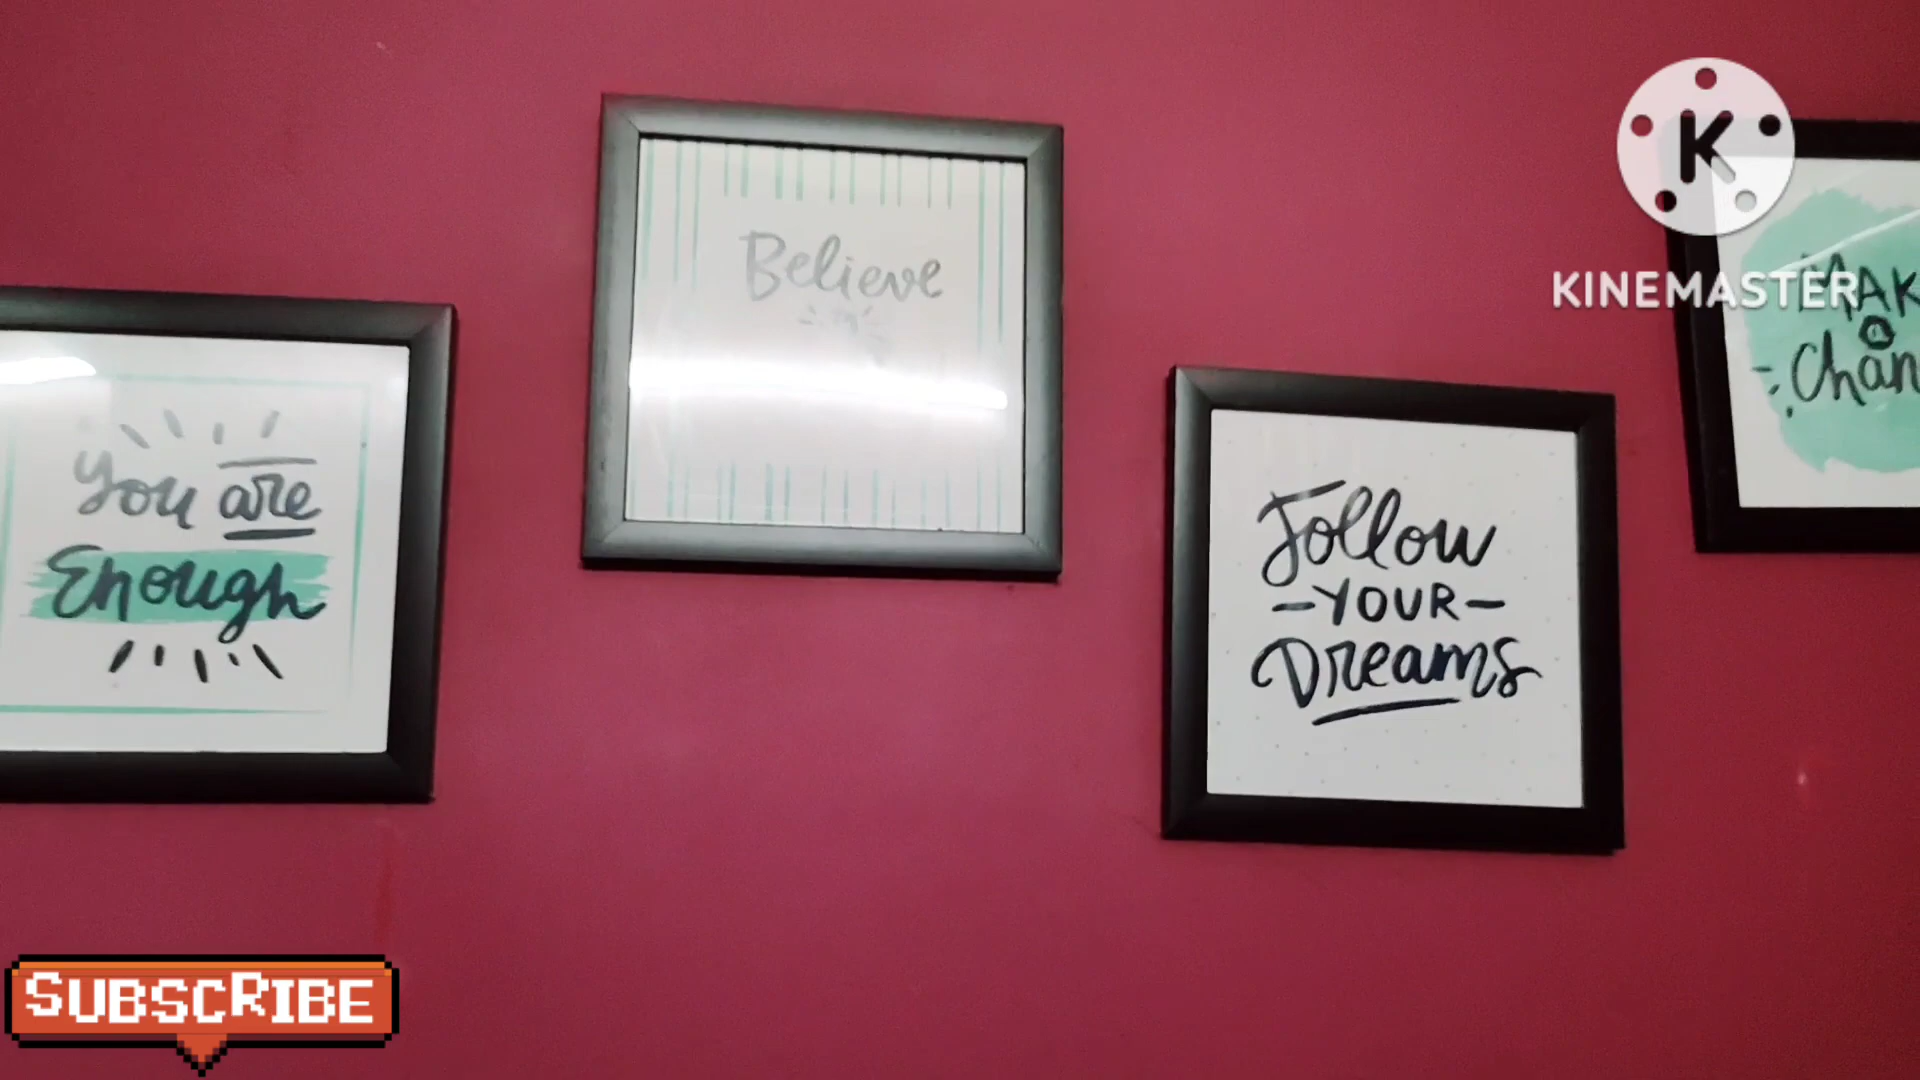 You are
Enough
Believe
Follow
-YOUR-
Dreams
K
KINEMASTER
SUBSCRIBE